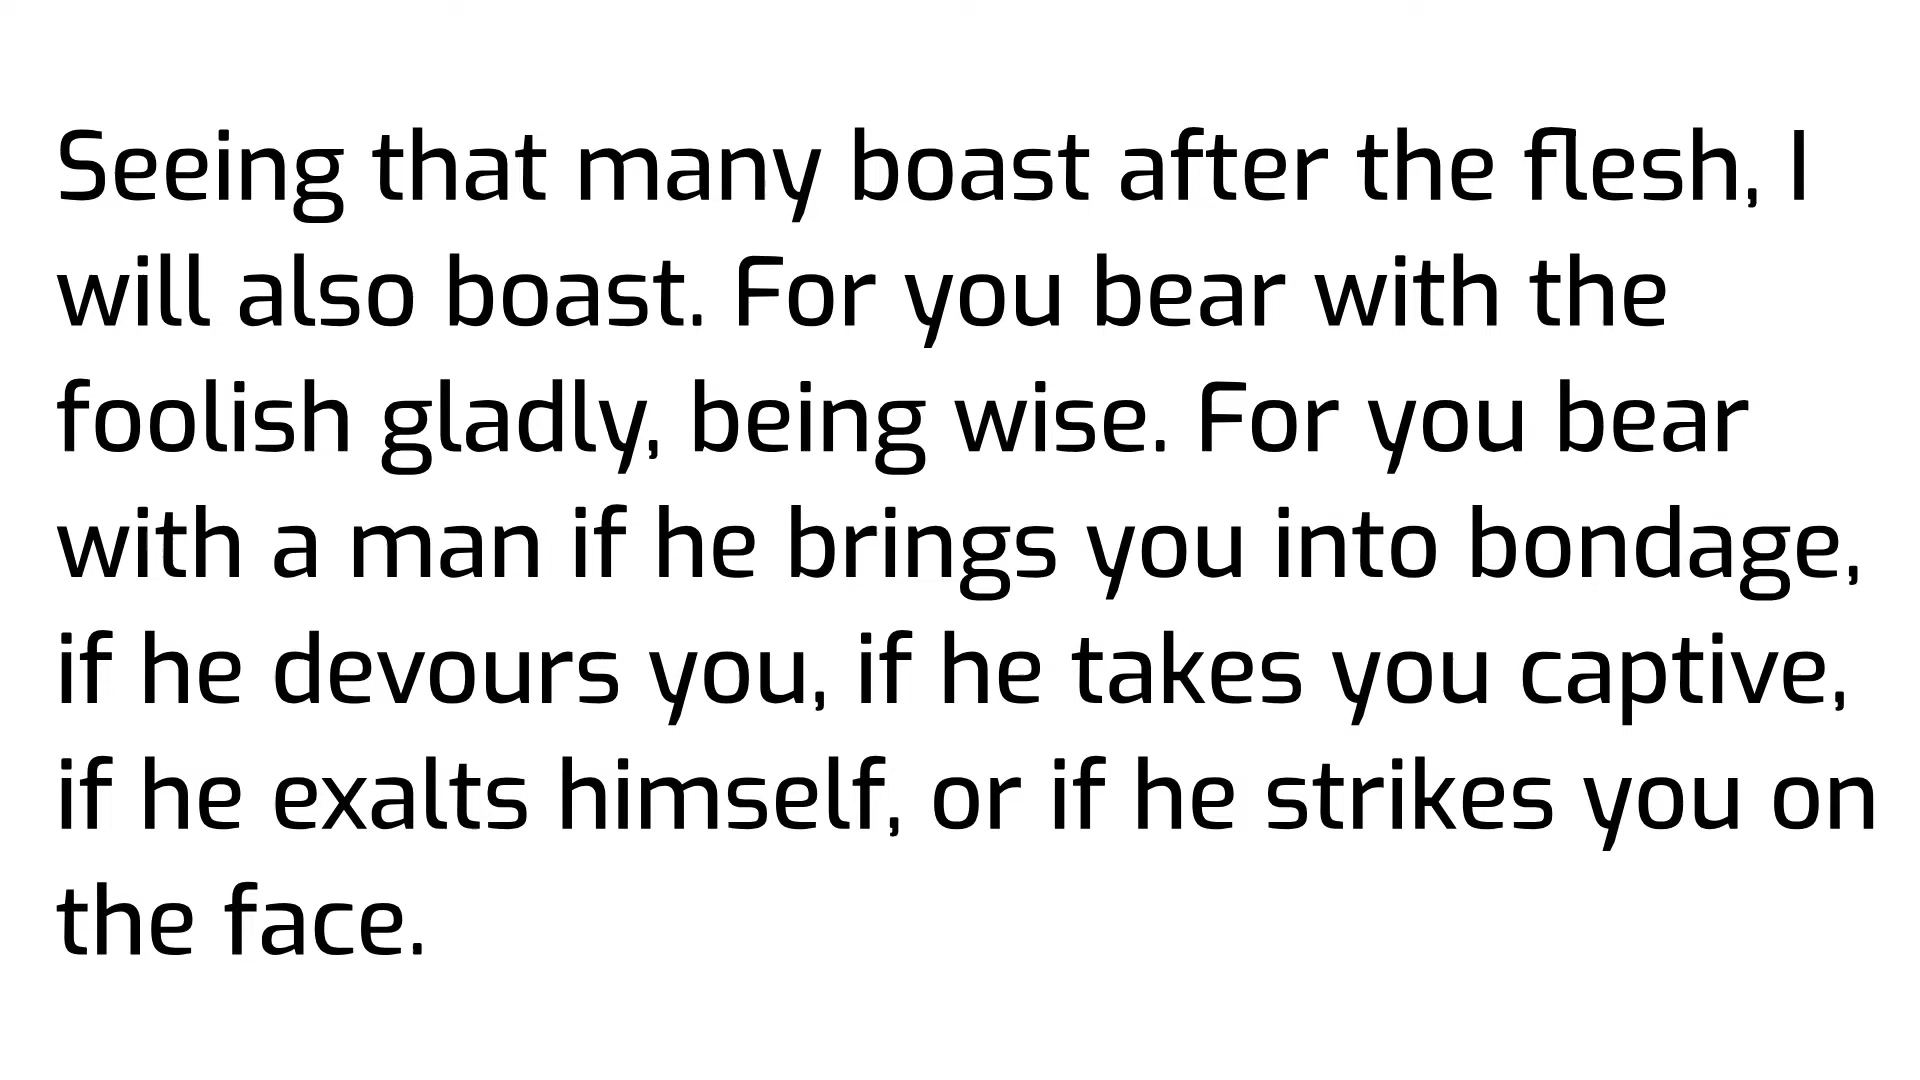 Seeing that many boast after the flesh, I
will also boast. For you bear with the
foolish gladly, being wise. For you bear
with a man if he brings you into bondage,
if he devours you, if he takes you captive,
if he exalts himself, or if he strikes you on
the face.